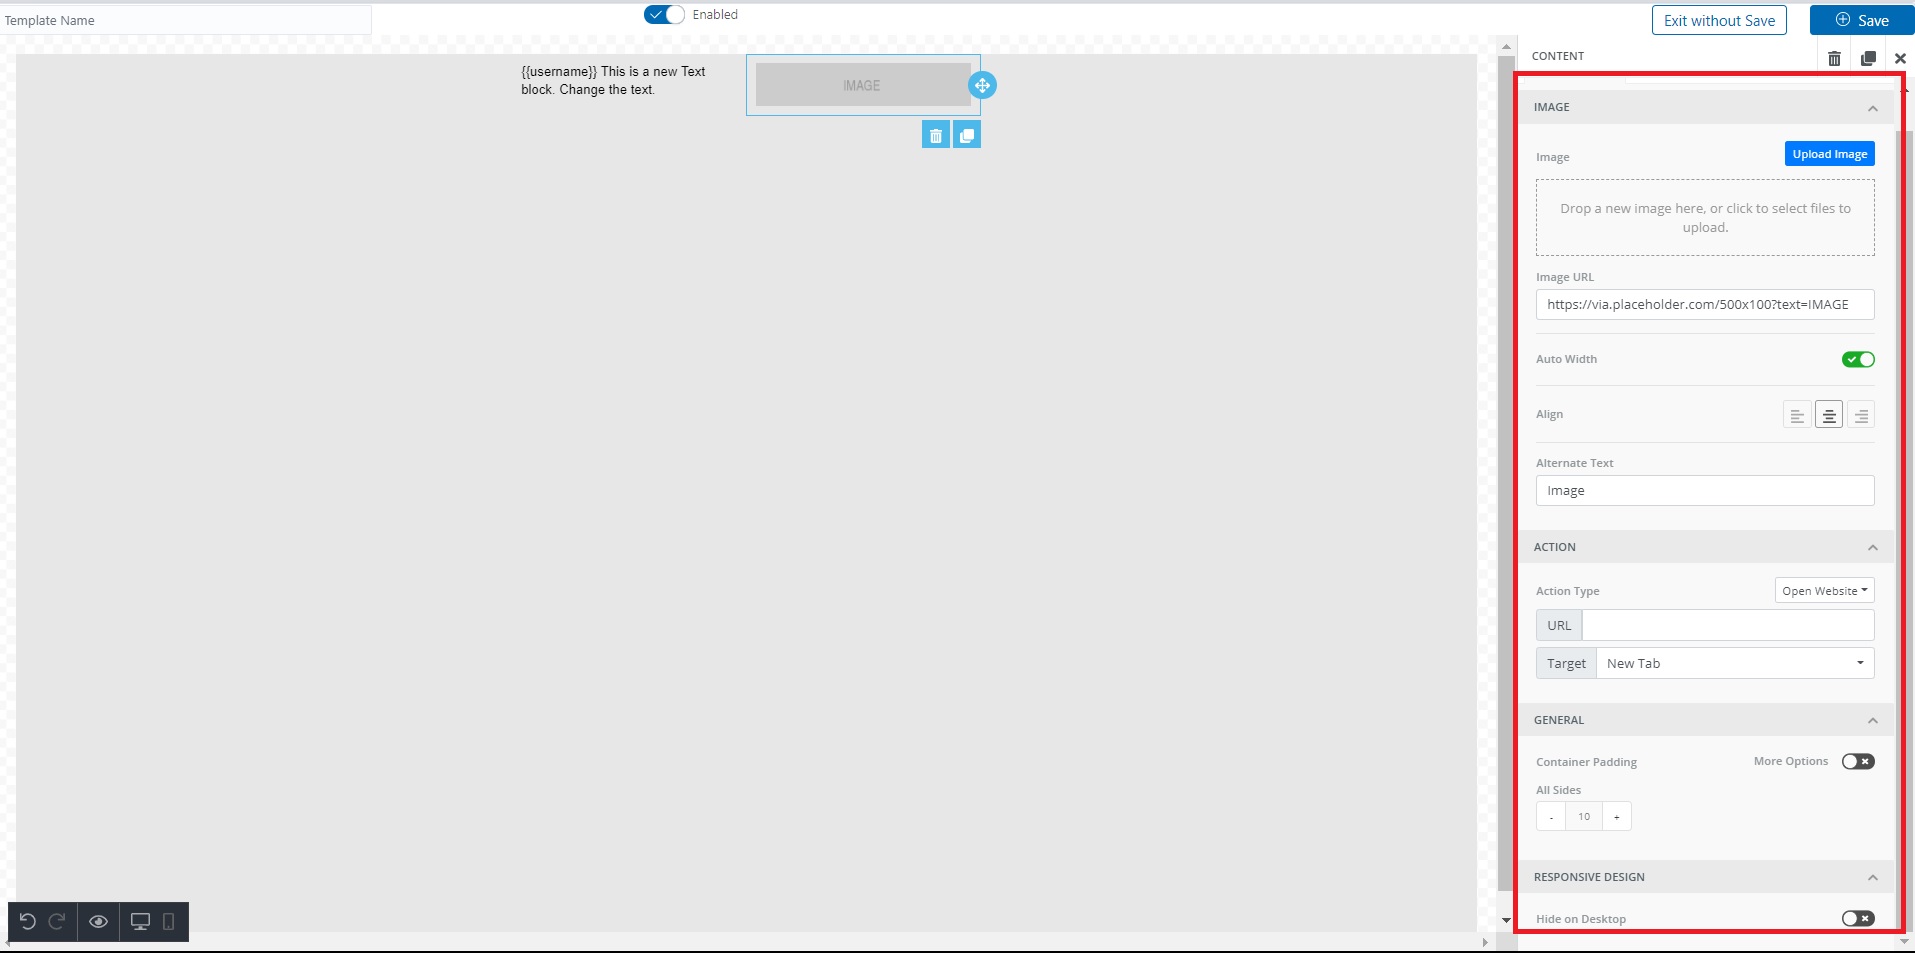 Template Name
Enabled
Exit without Save
Save
{{username}} This is a new Text
block. Change the text.
IMAGE
CONTENT
IMAGE
Image
Upload Image
Drop a new image here, or click to select files to
upload.
Image URL
https://via.placeholder.com/500x100?text=IMAGE
Auto Width
Align
Alternate Text
Image
ACTION
Action Type
Open Website
URL
Target
New Tab
GENERAL
Container Padding
More Options
All Sides
- 10 +
RESPONSIVE DESIGN
Hide on Desktop